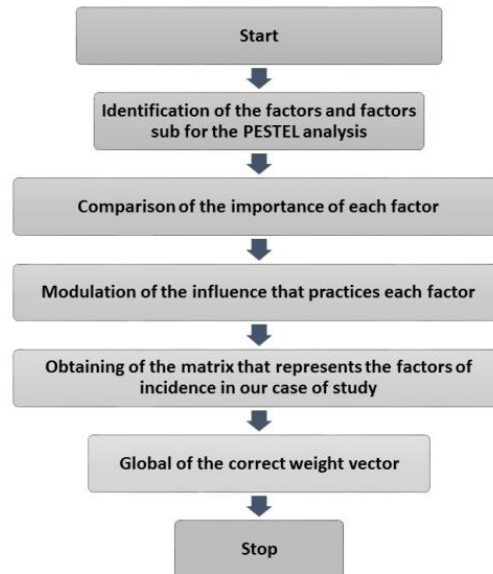 Start
Identification of the factors and factors
sub for the PESTEL analysis
Comparison of the importance of each factor
Modulation of the influence that practices each factor
Obtaining of the matrix that represents the factors of
incidence in our case of study
Global of the correct weight vector
Stop